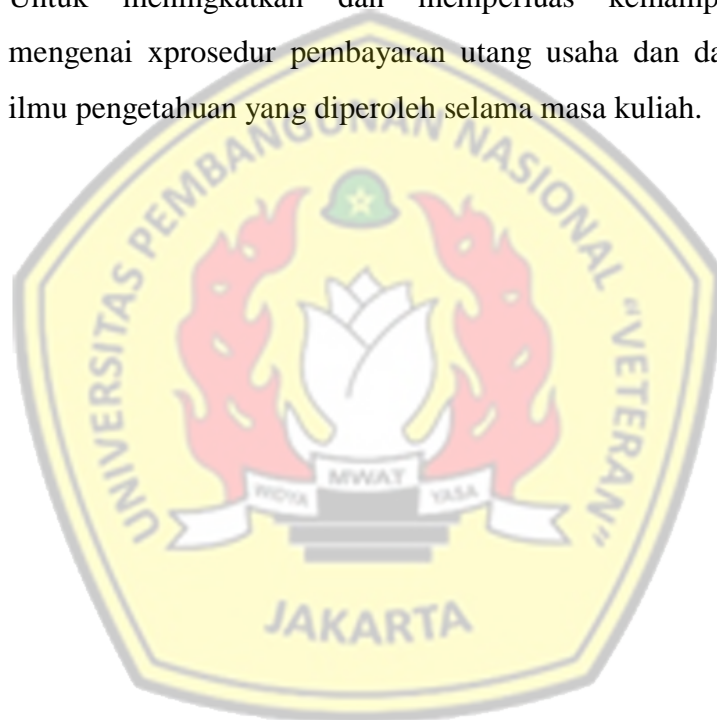 Untuk meningkatkan dan memperluas
mengenai xprosedur pembayaran utang usaha dan
ilmu pengetahuan yang diperoleh selama masa kuliah.
UNIVERSITAS PEMBANGUNAN NASIONAL "VETERAN"
WIDYA MWAT YASA
JAKARTA